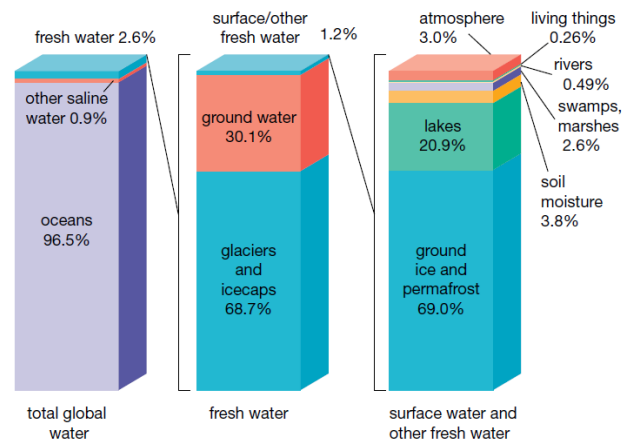 fresh water 2.6%
other saline
water 0.9%
oceans
96.5%
total global
water
surface/other
fresh water
1.2%
ground water
30.1%
glaciers
and
icecaps
68.7%
fresh water
atmosphere
3.0%
living things
0.26%
rivers
0.49%
swamps,
marshes
2.6%
soil
moisture
3.8%
lakes
20.9%
ground
ice and
permafrost
69.0%
surface water and
other fresh water